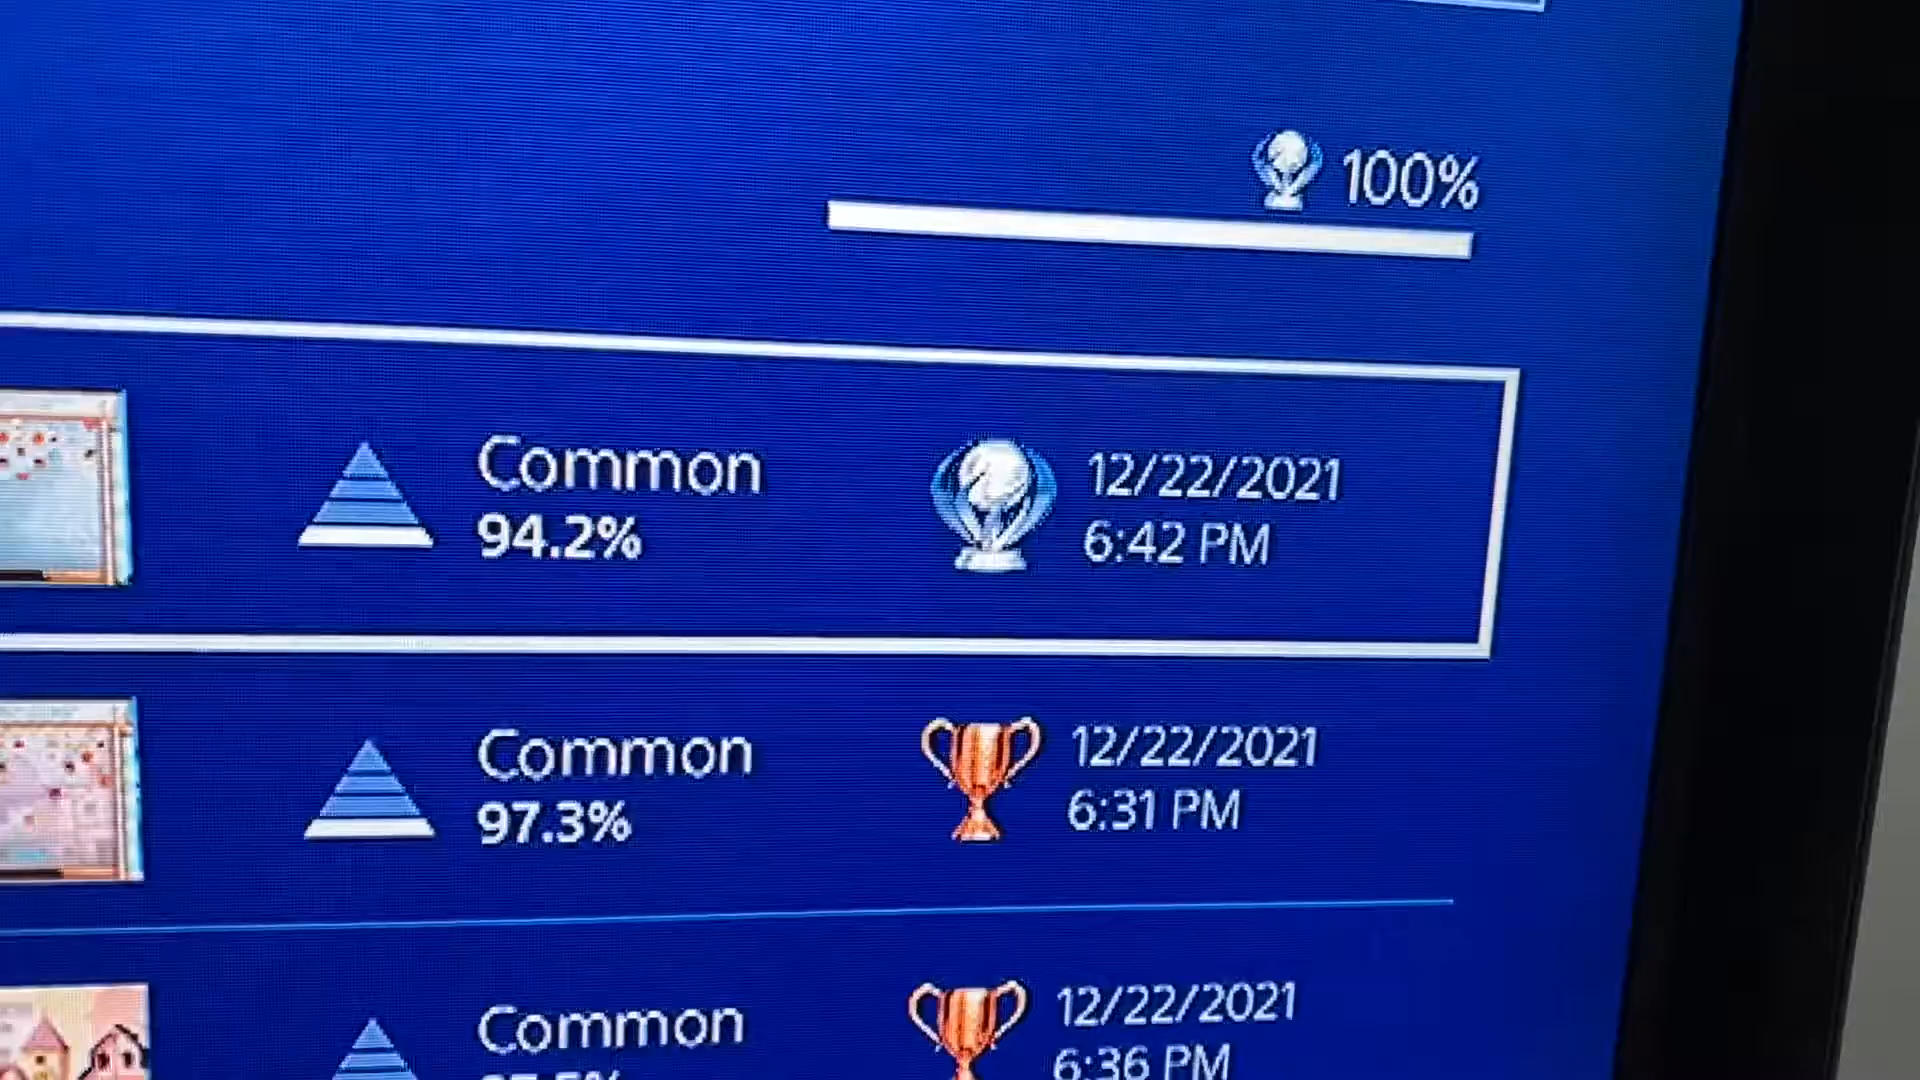 100%
Common
94.2%
12/22/2021
6:42 PM
Common
97.3%
12/22/2021
6:31 PM
Common
12/22/2021
6:36 PM